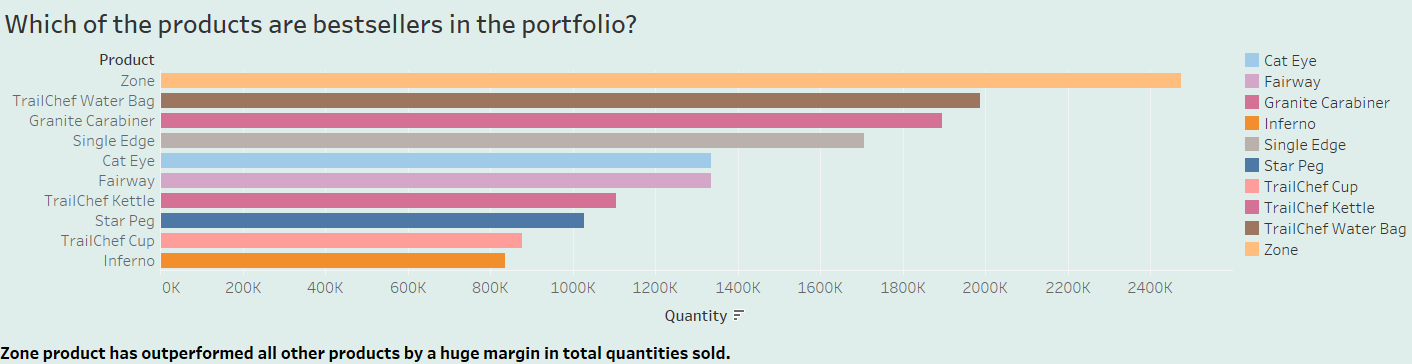 Which of the products are bestsellers in the portfolio?
Product
Zone
TrailChef Water Bag
Granite Carabiner
Single Edge
Cat Eye
Fairway
TrailChef Kettle
Star Peg
TrailChef Cup
Inferno
0K 200K 400K 600K 800K 1000K 1200K 1400K 1600K 1800K 2000K 2200K 2400K
Quantity
Cat Eye
Fairway
Granite Carabiner
Inferno
Single Edge
Star Peg
TrailChef Cup
TrailChef Kettle
TrailChef Water Bag
Zone
Zone product has outperformed all other products by a huge margin in total quantities sold.